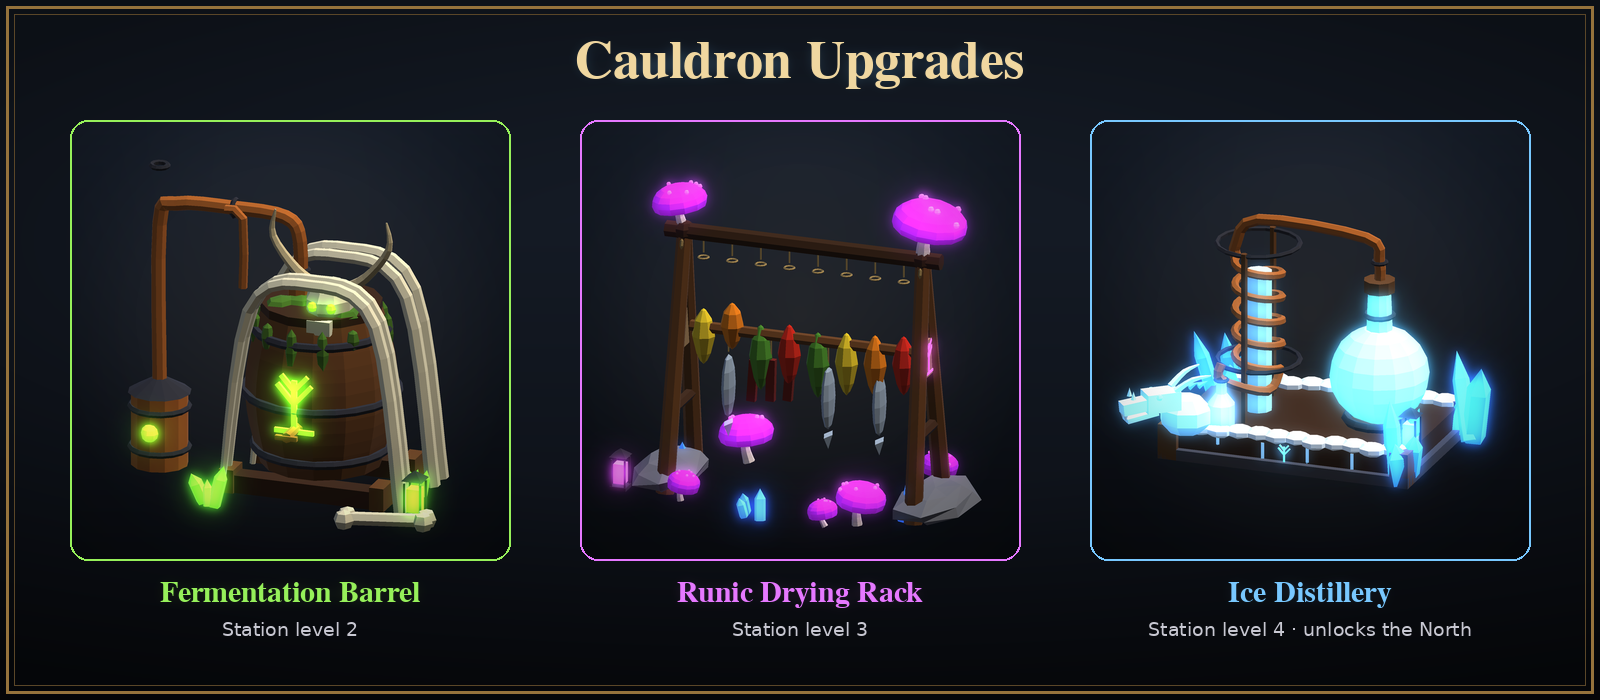 Cauldron Upgrades
Fermentation Barrel
Station level 2
Runic Drying Rack
Station level 3
Ice Distillery
Station level 4 · unlocks the North